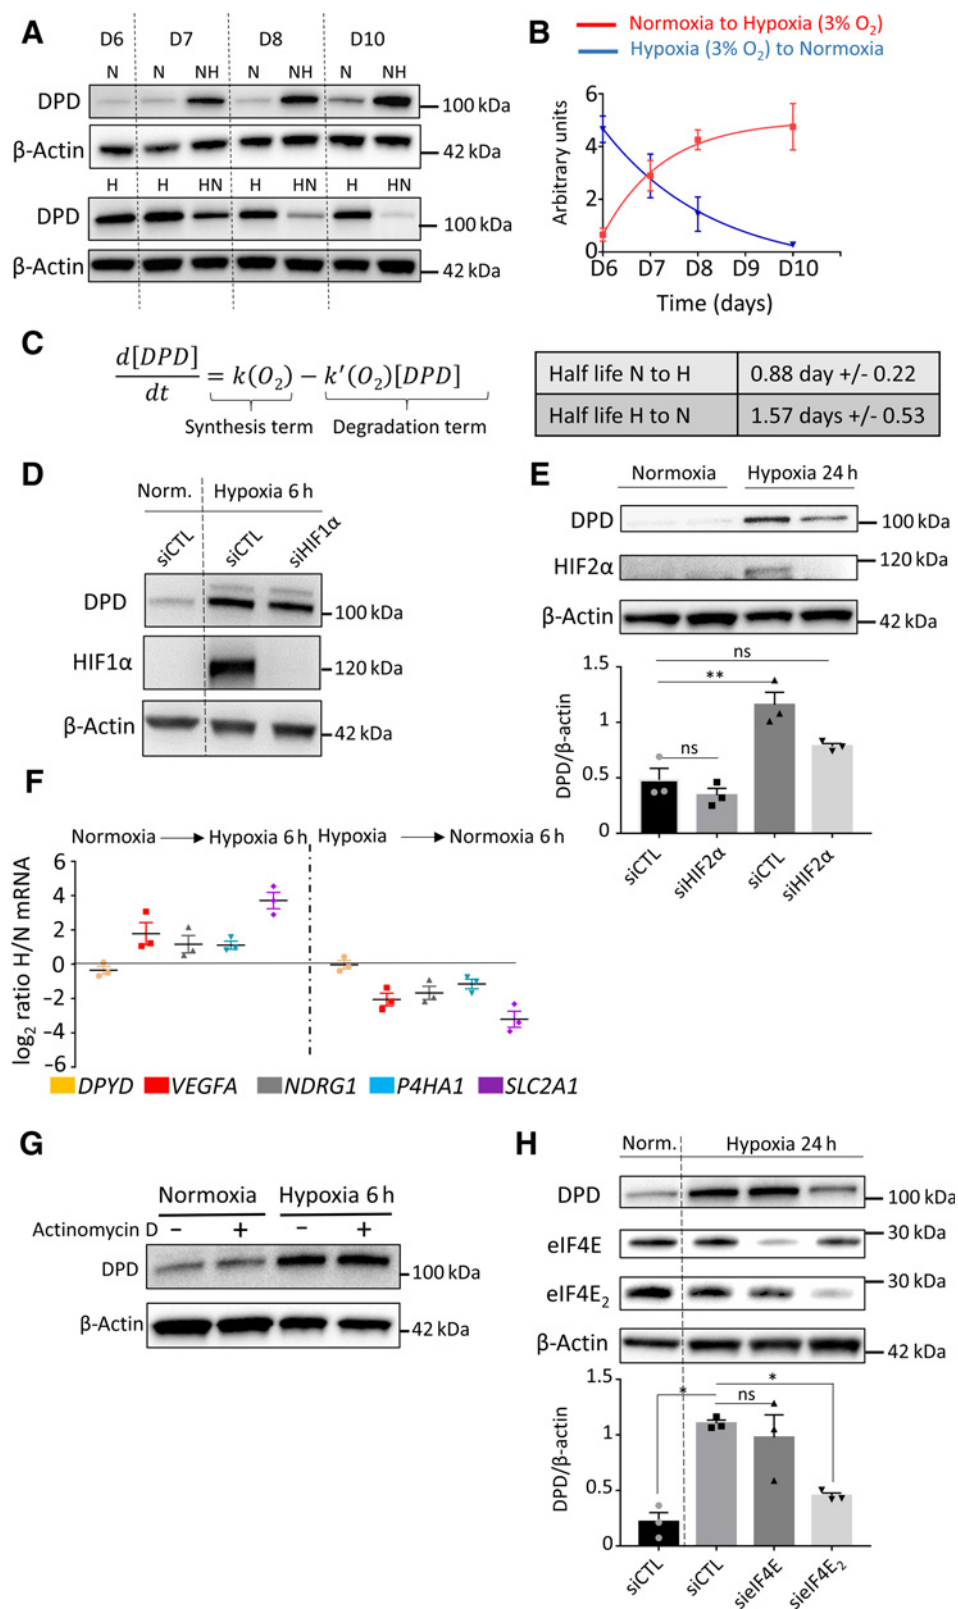 A
D6 D7 D8 D10
N N NH N NH N NH
DPD 100 kDa
β-Actin 42 kDa
H H HN H HN H HN
DPD 100 kDa
β-Actin 42 kDa
B
Normoxia to Hypoxia (3% O₂)
Hypoxia (3% O₂) to Normoxia
Arbitrary units
6
4
2
0
D6 D7 D8 D9 D10
Time (days)
C
d[DPD]/dt = k(O₂) − k′(O₂)[DPD]
Synthesis term Degradation term
Half life N to H 0.88 day +/- 0.22
Half life H to N 1.57 days +/- 0.53
D
Norm. Hypoxia 6 h
siCTL siCTL siHIF1α
DPD 100 kDa
HIF1α 120 kDa
β-Actin 42 kDa
E
Normoxia Hypoxia 24 h
DPD 100 kDa
HIF2α 120 kDa
β-Actin 42 kDa
DPD/β-actin
1.5
1
0.5
0
ns
**
ns
siCTL siHIF2α siCTL siHIF2α
F
Normoxia → Hypoxia 6 h Hypoxia → Normoxia 6 h
log₂ ratio H/N mRNA
6
4
2
0
−2
−4
−6
DPYD VEGFA NDRG1 P4HA1 SLC2A1
G
Normoxia Hypoxia 6 h
Actinomycin D − + − +
DPD 100 kDa
β-Actin 42 kDa
H
Norm. Hypoxia 24 h
DPD 100 kDa
eIF4E 30 kDa
eIF4E₂ 30 kDa
β-Actin 42 kDa
DPD/β-actin
1.5
1
0.5
0
*
* ns
siCTL siCTL sieIF4E sieIF4E₂